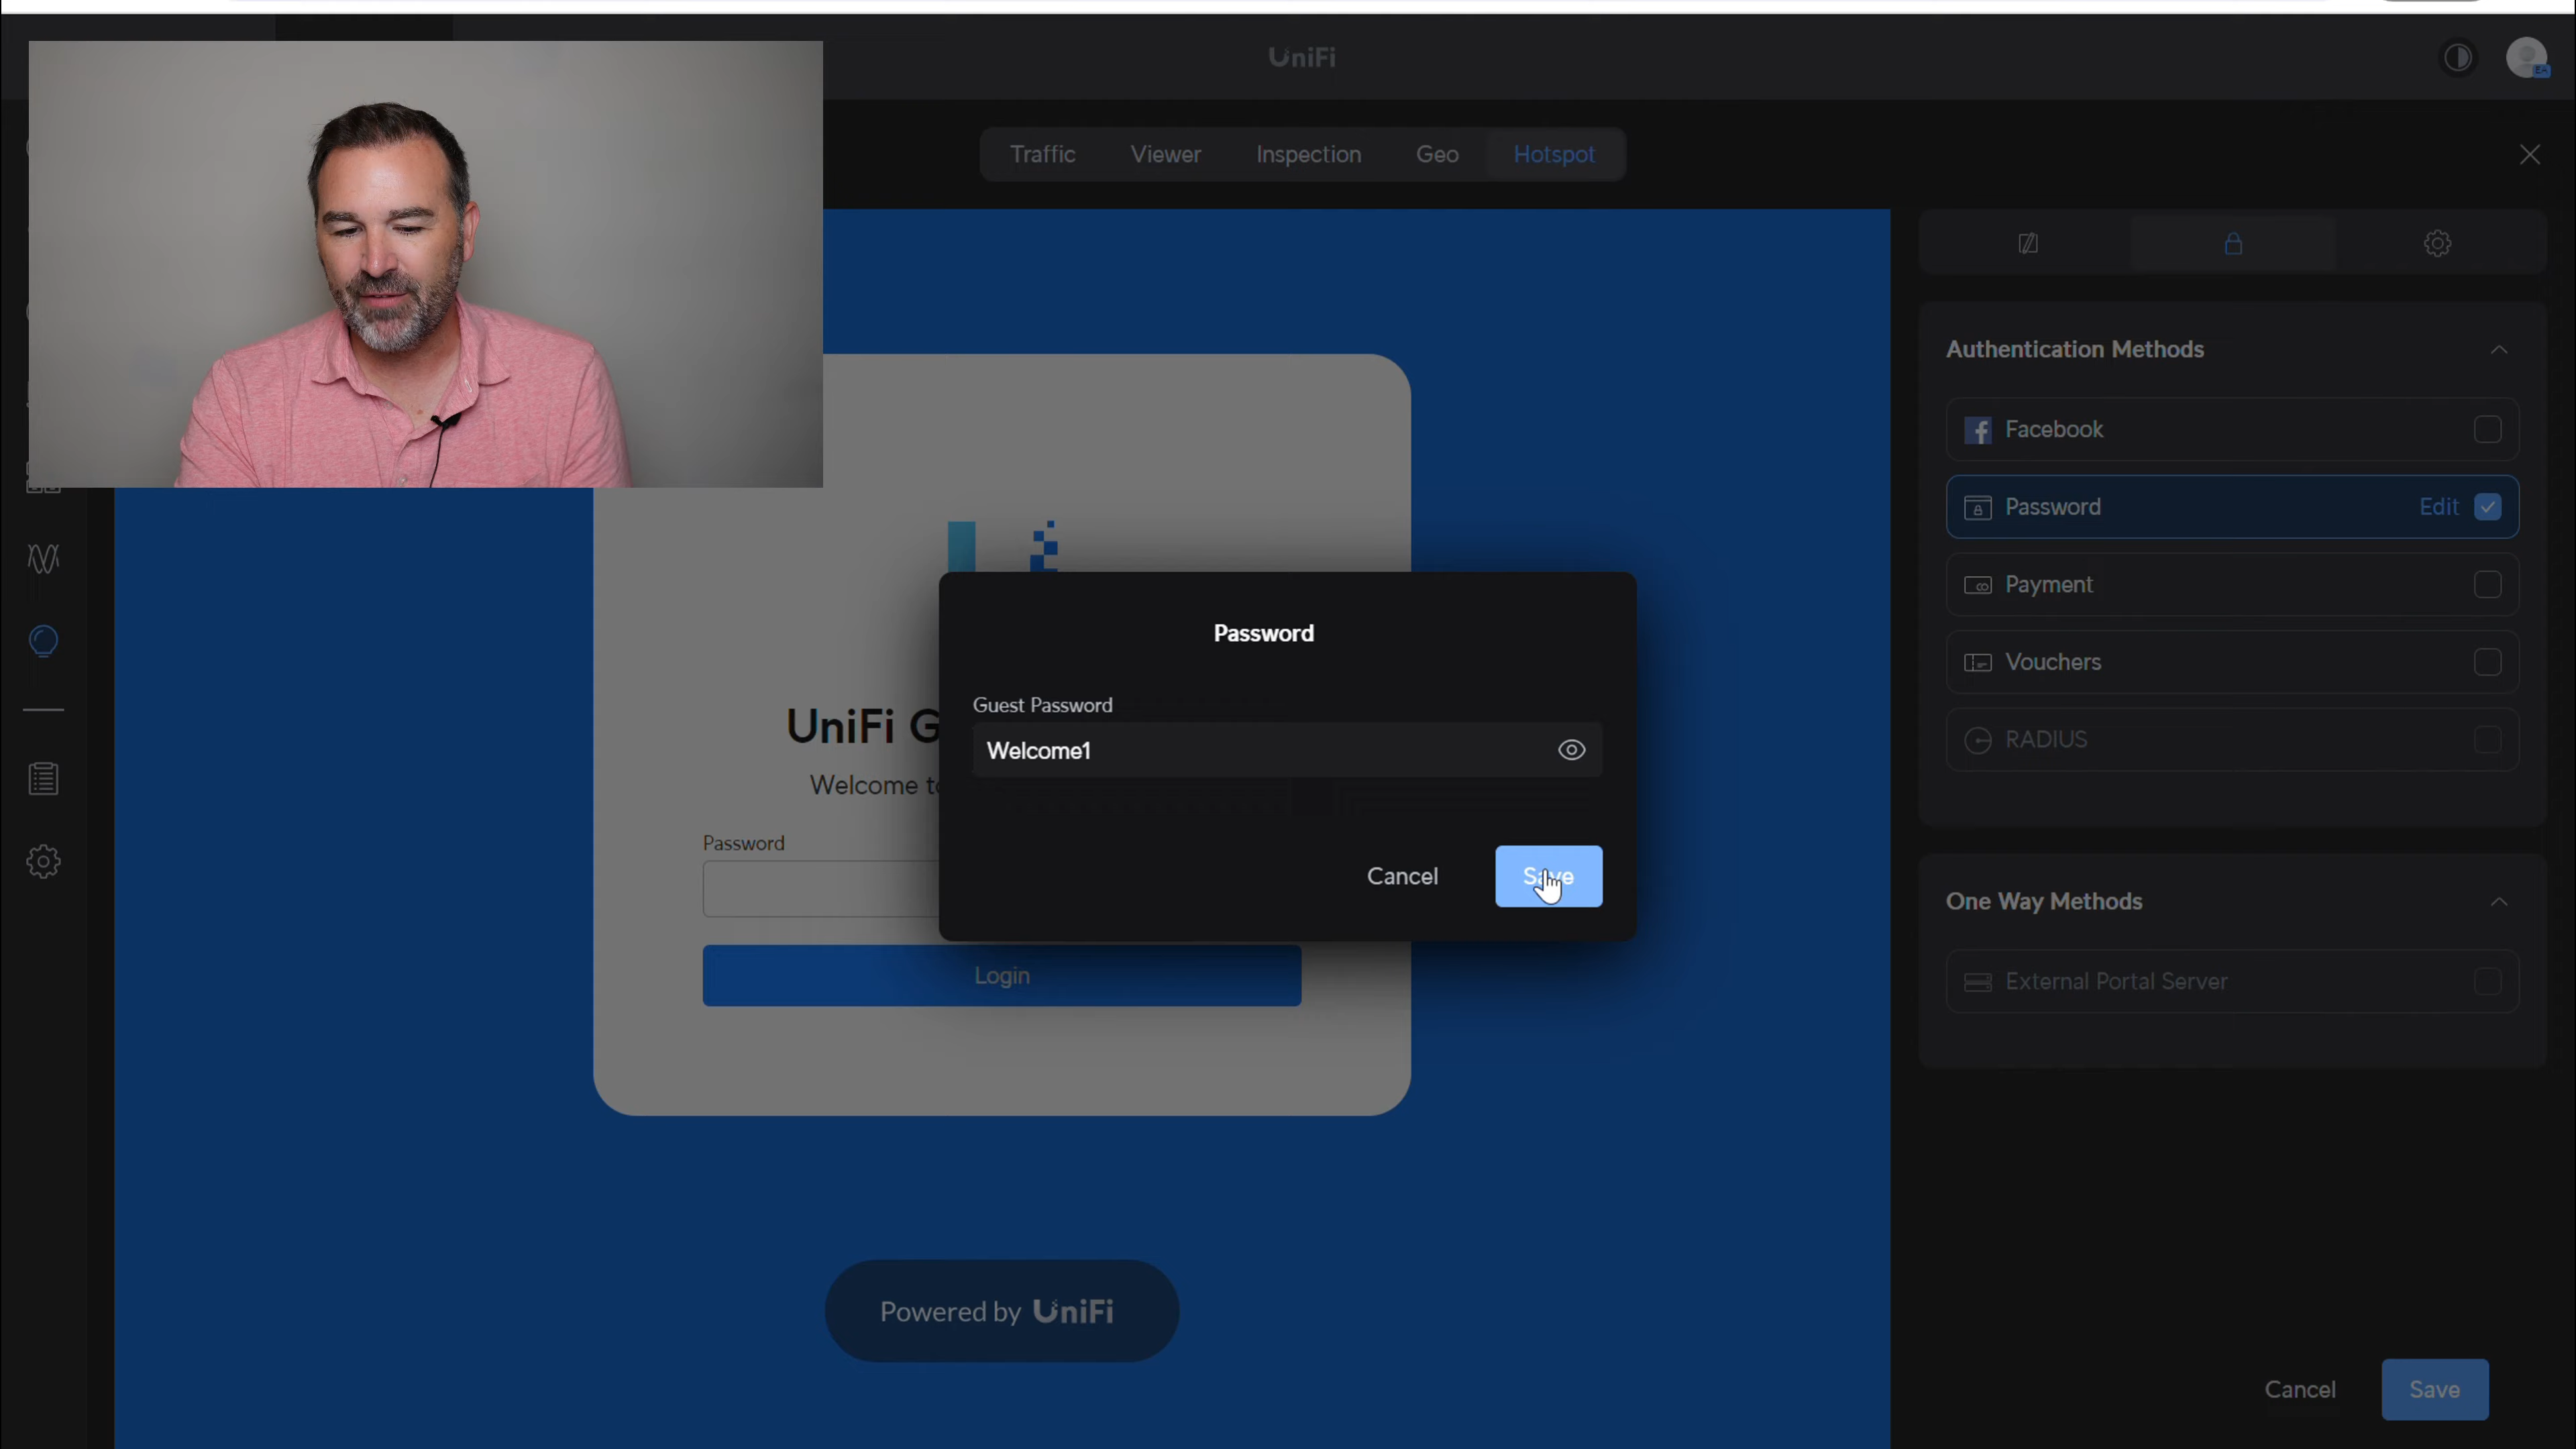 UniFi
Traffic Viewer Inspection Geo Hotspot
Authentication Methods
Facebook
Password Edit
Payment
Vouchers
RADIUS
One Way Methods
External Portal Server
Cancel Save
UniFi G
Welcome
Password
Login
Powered by UniFi
Password
Guest Password
Welcome1
Cancel Save